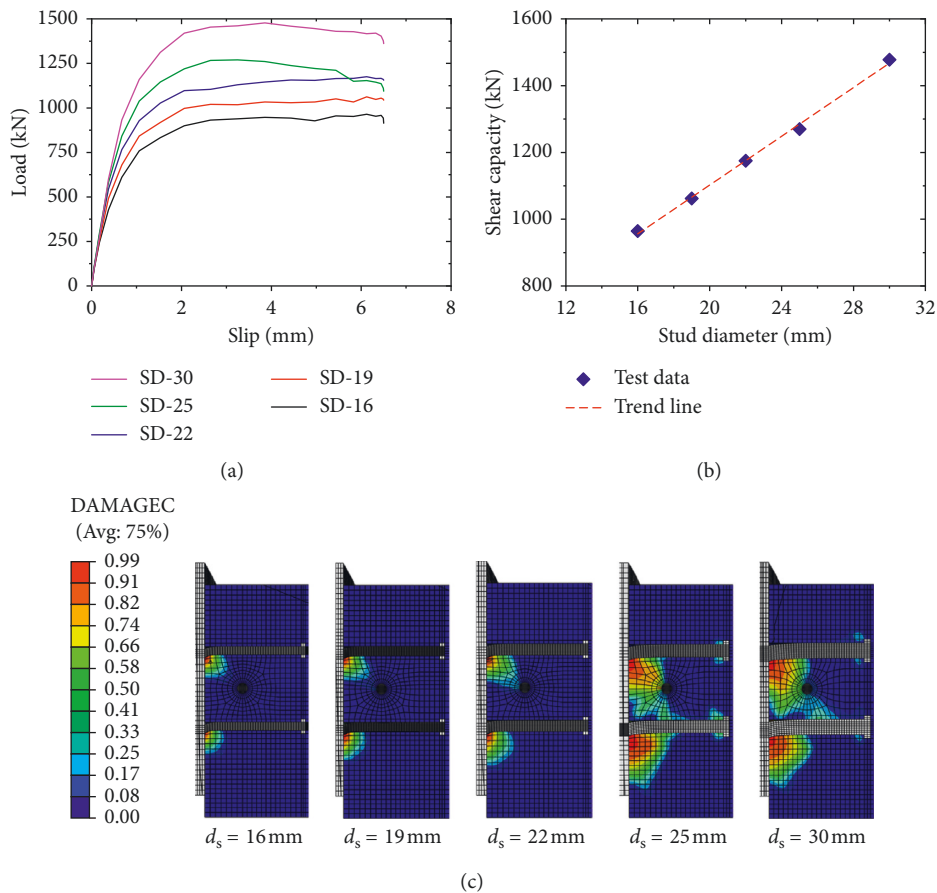 1500
1250
1000
750
500
250
0
Load (kN)
0 2 4 6 8
Slip (mm)
SD-30
SD-25
SD-22
SD-19
SD-16
(a)
1600
1400
1200
1000
800
Shear capacity (kN)
12 16 20 24 28 32
Stud diameter (mm)
Test data
Trend line
(b)
DAMAGEC
(Avg: 75%)
0.99
0.91
0.82
0.74
0.66
0.58
0.50
0.41
0.33
0.25
0.17
0.08
0.00
ds = 16 mm
ds = 19 mm
ds = 22 mm
ds = 25 mm
ds = 30 mm
(c)